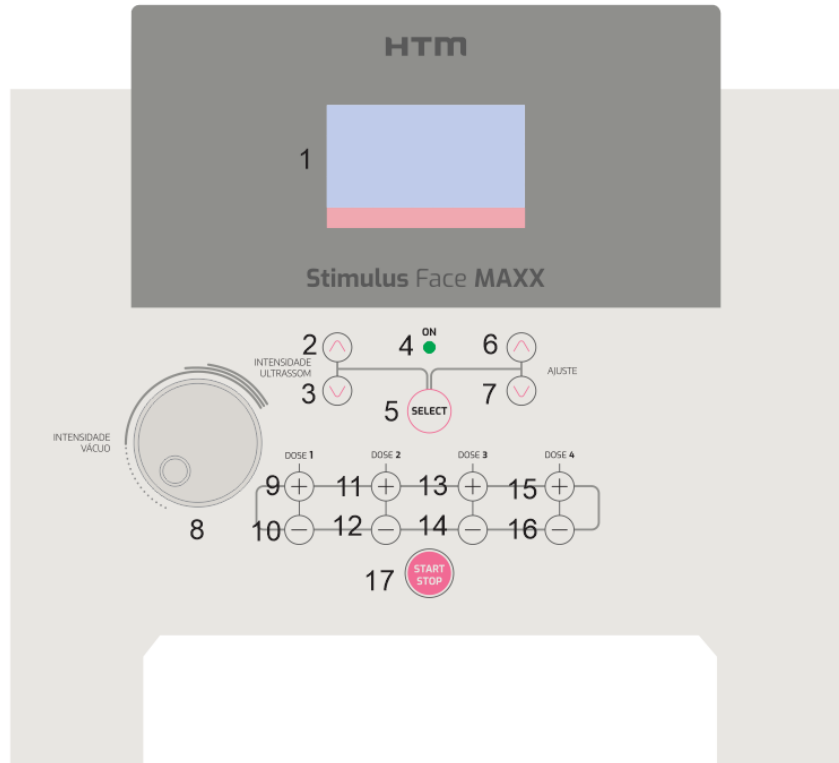 HTM
1
Stimulus Face MAXX
ON
2
4
6
INTENSIDADE
ULTRASSOM
AJUSTE
3
5
SELECT
7
INTENSIDADE
VÁCUO
8
DOSE 1
DOSE 2
DOSE 3
DOSE 4
9 +
11 +
13 +
15 +
10 −
12 −
14 −
16 −
17
START
STOP